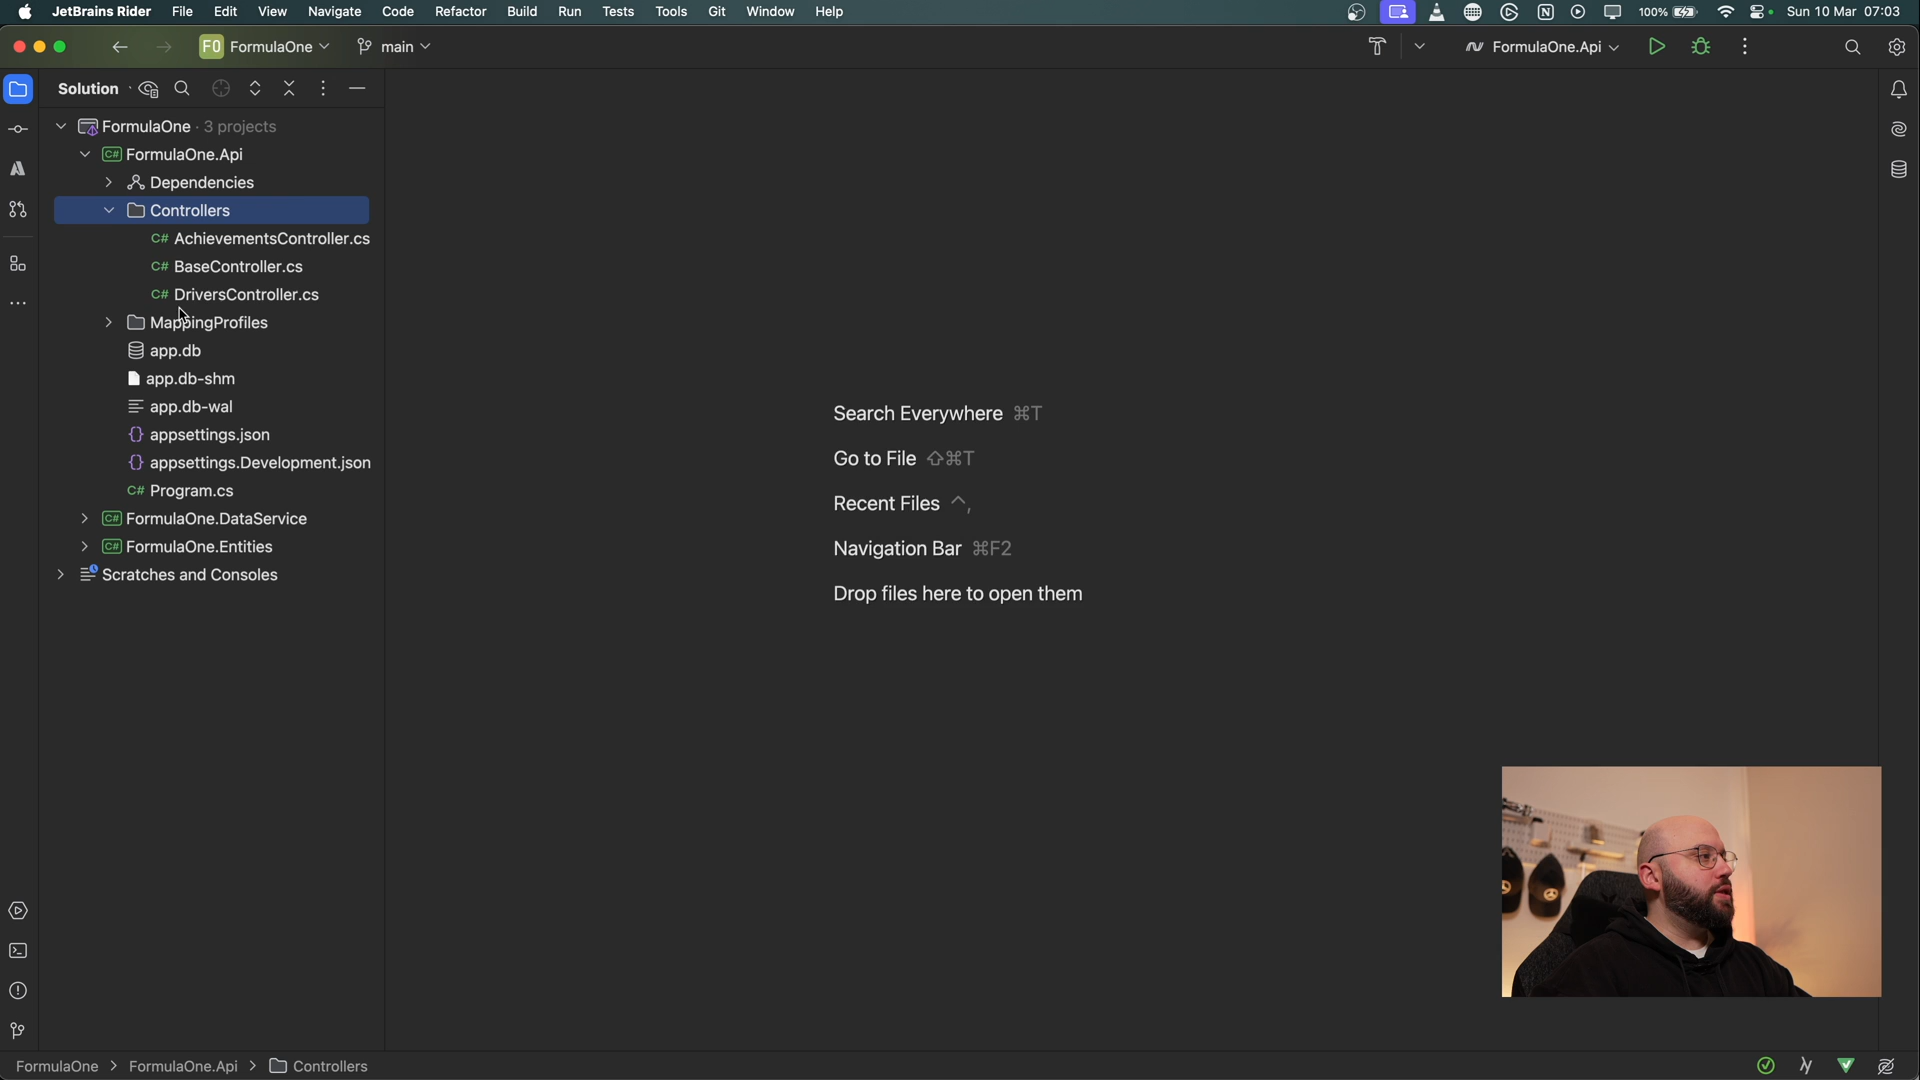 JetBrains Rider File Edit View Navigate Code Refactor Build Run Tests Tools Git Window Help 100% Sun 10 Mar 07:03
FO FormulaOne main FormulaOne.Api
Solution
FormulaOne · 3 projects
C# FormulaOne.Api
Dependencies
Controllers
C# AchievementsController.cs
C# BaseController.cs
C# DriversController.cs
MappingProfiles
app.db
app.db-shm
app.db-wal
{} appsettings.json
{} appsettings.Development.json
C# Program.cs
C# FormulaOne.DataService
C# FormulaOne.Entities
Scratches and Consoles
Search Everywhere ⌘T
Go to File ⇧⌘T
Recent Files ^,
Navigation Bar ⌘F2
Drop files here to open them
FormulaOne > FormulaOne.Api > Controllers